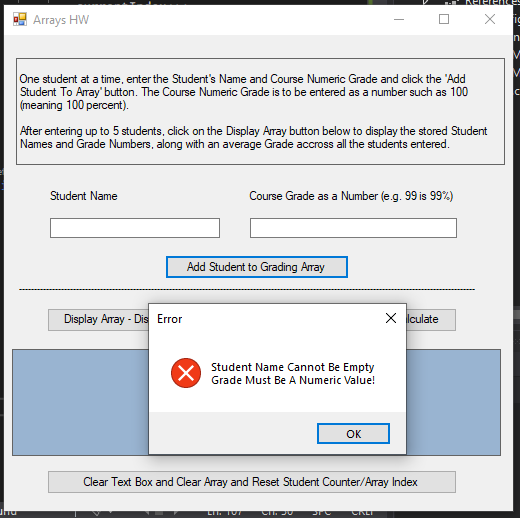 currentIndex
References
Arrays HW
One student at a time, enter the Student's Name and Course Numeric Grade and click the 'Add
Student To Array' button. The Course Numeric Grade is to be entered as a number such as 100
(meaning 100 percent).
After entering up to 5 students, click on the Display Array button below to display the stored Student
Names and Grade Numbers, along with an average Grade accross all the students entered.
Student Name
Course Grade as a Number (e.g. 99 is 99%)
Add Student to Grading Array
Display Array - Dis
lculate
Error
Student Name Cannot Be Empty
Grade Must Be A Numeric Value!
OK
Clear Text Box and Clear Array and Reset Student Counter/Array Index